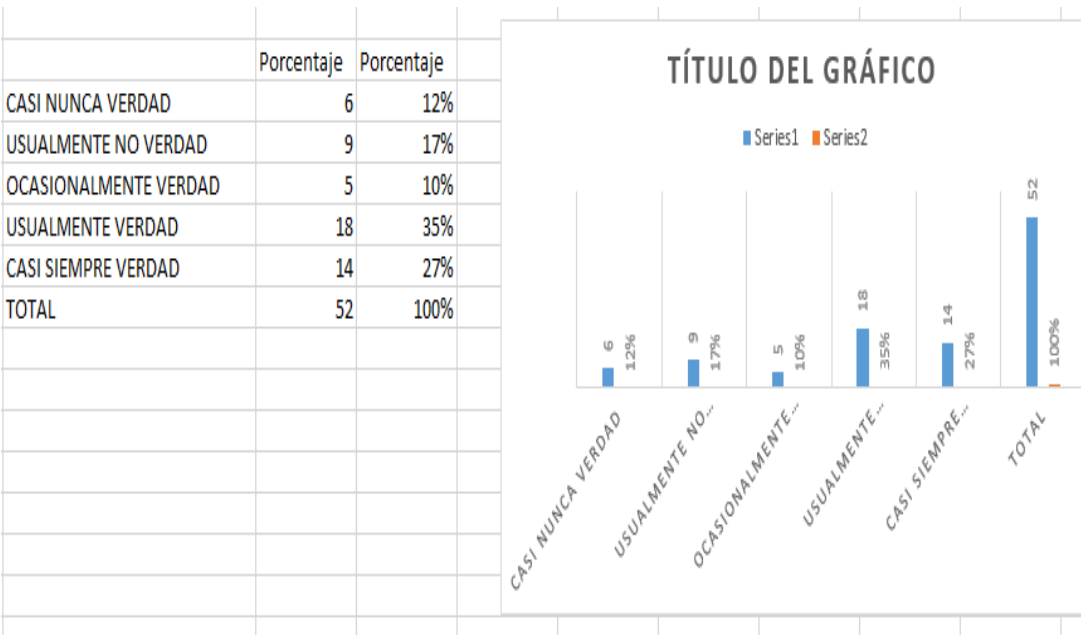 Porcentaje Porcentaje
CASI NUNCA VERDAD 6 12%
USUALMENTE NO VERDAD 9 17%
OCASIONALMENTE VERDAD 5 10%
USUALMENTE VERDAD 18 35%
CASI SIEMPRE VERDAD 14 27%
TOTAL 52 100%
TÍTULO DEL GRÁFICO
Series1 Series2
6 12%
9 17%
5 10%
18 35%
14 27%
52 100%
CASI NUNCA VERDAD
USUALMENTE NO...
OCASIONALMENTE...
USUALMENTE...
CASI SIEMPRE...
TOTAL